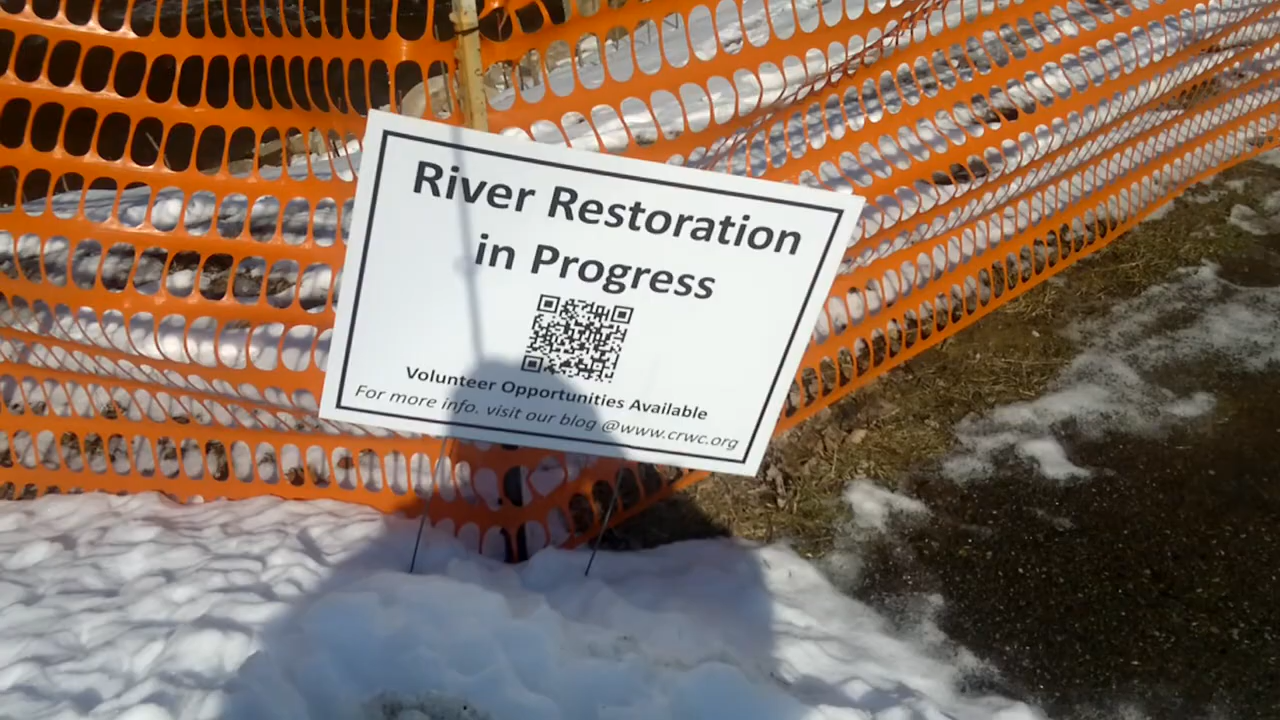 River Restoration
in Progress
Volunteer Opportunities Available
For more info. visit our blog @www.crwc.org